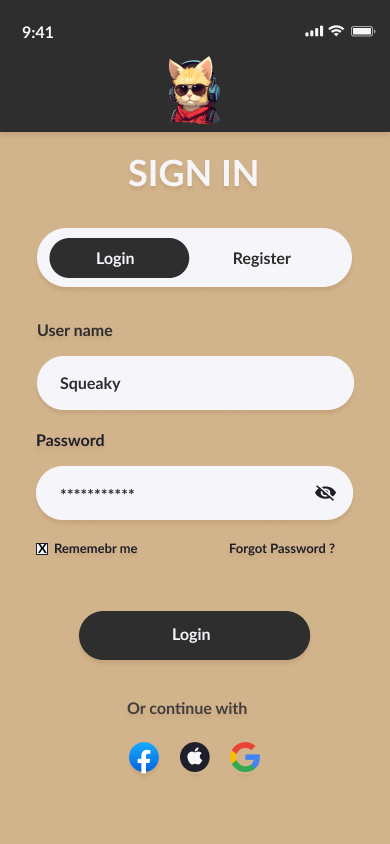 9:41
SIGN IN
Login Register
User name
Squeaky
Password
***********
X Rememebr me Forgot Password ?
Login
Or continue with